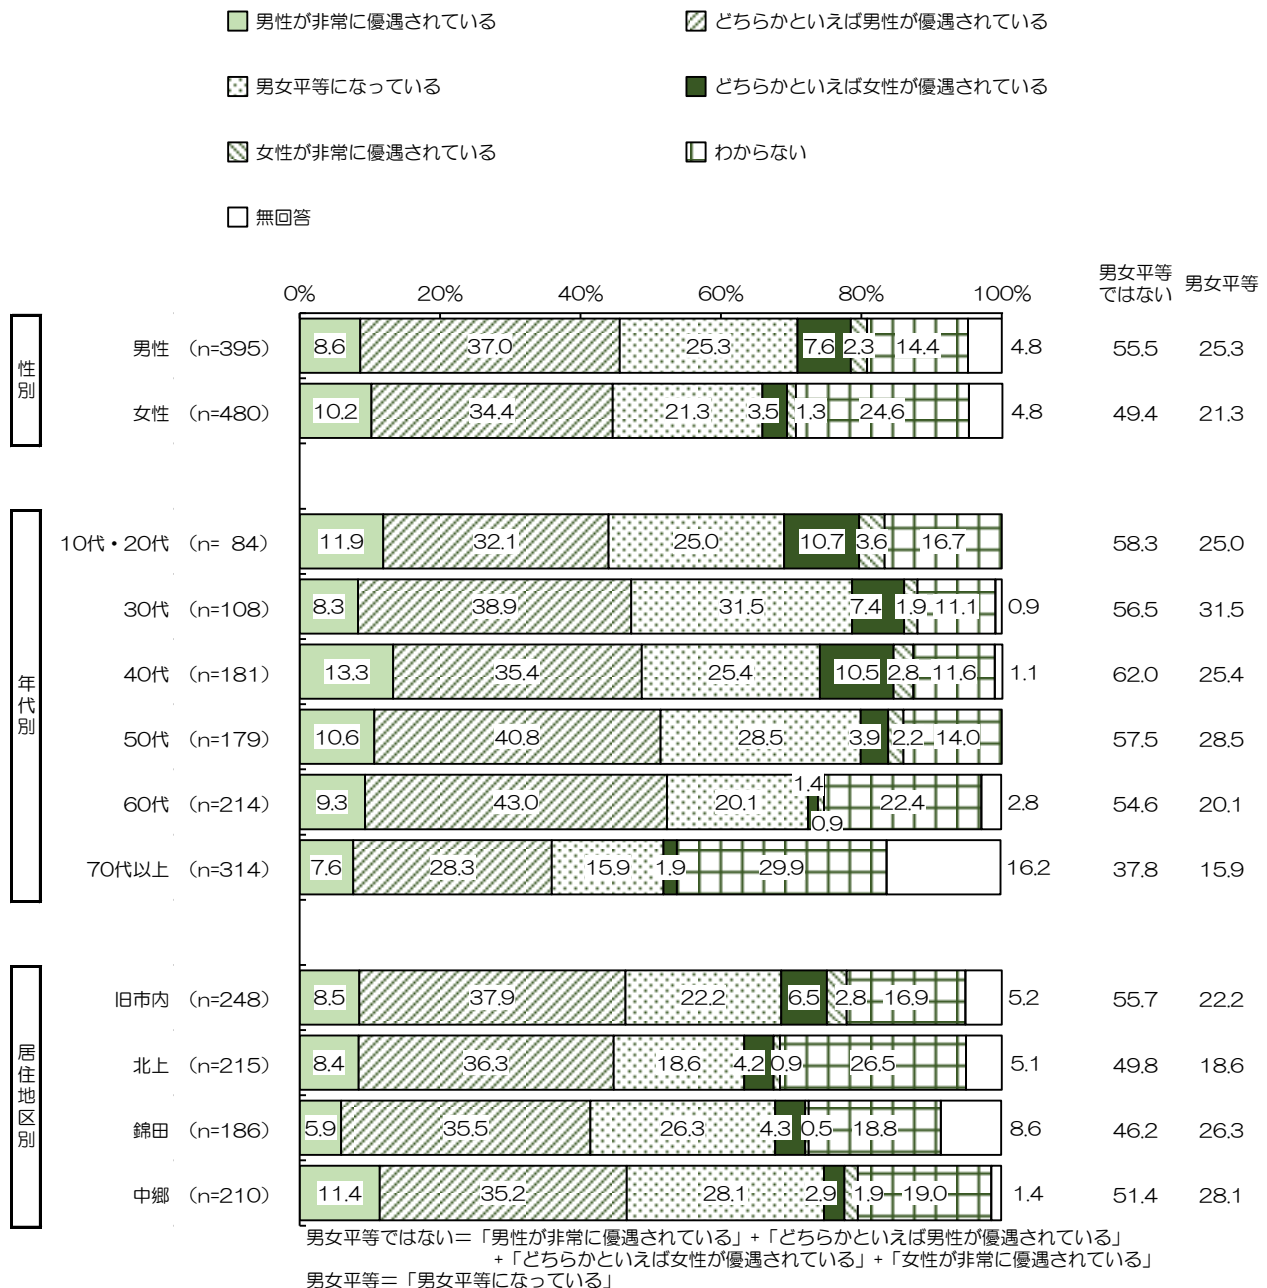 男性が非常に優遇されている どちらかといえば男性が優遇されている
男女平等になっている どちらかといえば女性が優遇されている
女性が非常に優遇されている わからない
無回答
0% 20% 40% 60% 80% 100% 男女平等ではない 男女平等
性別
男性 (n=395) 8.6 37.0 25.3 7.6 2.3 14.4 4.8 55.5 25.3
女性 (n=480) 10.2 34.4 21.3 3.5 1.3 24.6 4.8 49.4 21.3
年代別
10代・20代 (n= 84) 11.9 32.1 25.0 10.7 3.6 16.7 58.3 25.0
30代 (n=108) 8.3 38.9 31.5 7.4 1.9 11.1 0.9 56.5 31.5
40代 (n=181) 13.3 35.4 25.4 10.5 2.8 11.6 1.1 62.0 25.4
50代 (n=179) 10.6 40.8 28.5 3.9 2.2 14.0 57.5 28.5
60代 (n=214) 9.3 43.0 20.1 1.4 0.9 22.4 2.8 54.6 20.1
70代以上 (n=314) 7.6 28.3 15.9 1.9 29.9 16.2 37.8 15.9
居住地区別
旧市内 (n=248) 8.5 37.9 22.2 6.5 2.8 16.9 5.2 55.7 22.2
北上 (n=215) 8.4 36.3 18.6 4.2 0.9 26.5 5.1 49.8 18.6
錦田 (n=186) 5.9 35.5 26.3 4.3 0.5 18.8 8.6 46.2 26.3
中郷 (n=210) 11.4 35.2 28.1 2.9 1.9 19.0 1.4 51.4 28.1
男女平等ではない＝「男性が非常に優遇されている」+「どちらかといえば男性が優遇されている」
+「どちらかといえば女性が優遇されている」+「女性が非常に優遇されている」
男女平等＝「男女平等になっている」